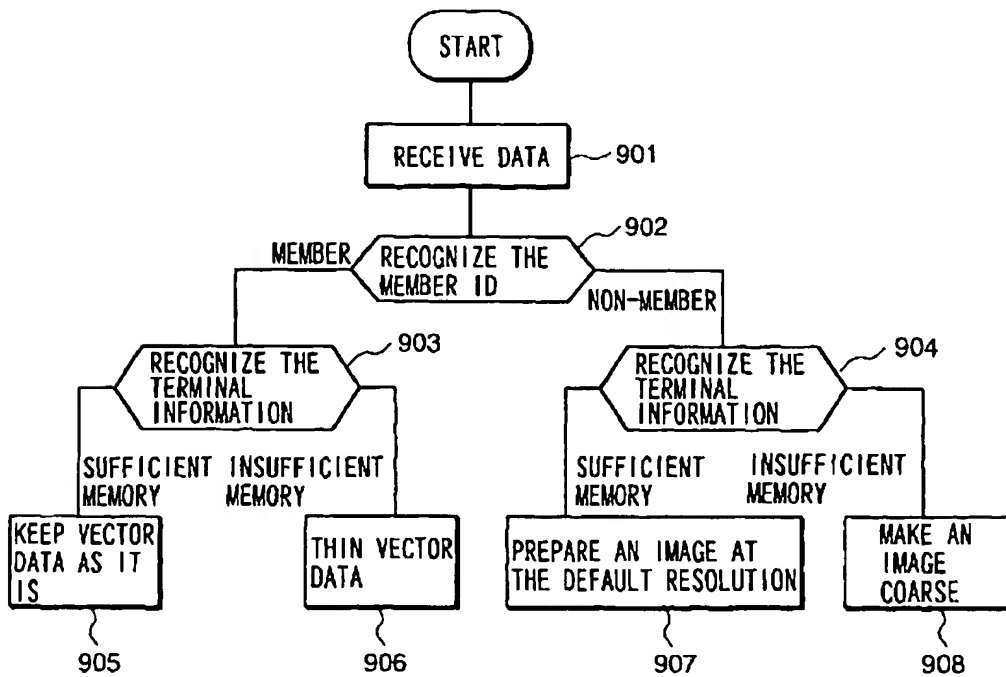 START
RECEIVE DATA
901
902
MEMBER
RECOGNIZE THE
MEMBER ID
NON-MEMBER
903
RECOGNIZE THE
TERMINAL
INFORMATION
904
RECOGNIZE THE
TERMINAL
INFORMATION
SUFFICIENT
MEMORY
INSUFFICIENT
MEMORY
SUFFICIENT
MEMORY
INSUFFICIENT
MEMORY
KEEP VECTOR
DATA AS IT
IS
THIN VECTOR
DATA
PREPARE AN IMAGE AT
THE DEFAULT RESOLUTION
MAKE AN
IMAGE
COARSE
905
906
907
908